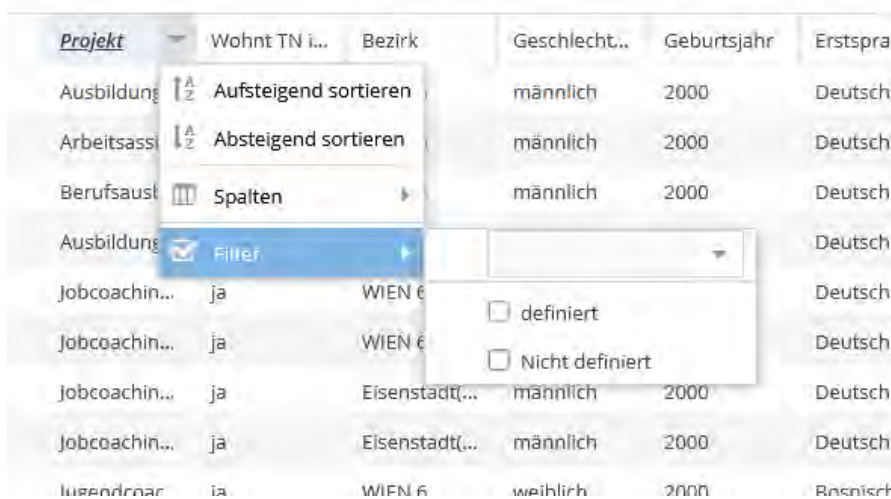 Projekt Wohnt TN i... Bezirk Geschlecht... Geburtsjahr Erstspra
Ausbildung Aufsteigend sortieren männlich 2000 Deutsch
Arbeitsassi Absteigend sortieren männlich 2000 Deutsch
Berufsaust Spalten männlich 2000 Deutsch
Ausbildung Filter Deutsch
Jobcoachin... ja WIEN 6 definiert Deutsch
Jobcoachin... ja WIEN 6 Nicht definiert Deutsch
Jobcoachin... ja Eisenstadt(... männlich 2000 Deutsch
Jobcoachin... ja Eisenstadt(... männlich 2000 Deutsch
Jugendcoac ja WIEN 6 weiblich 2000 Bosnisch